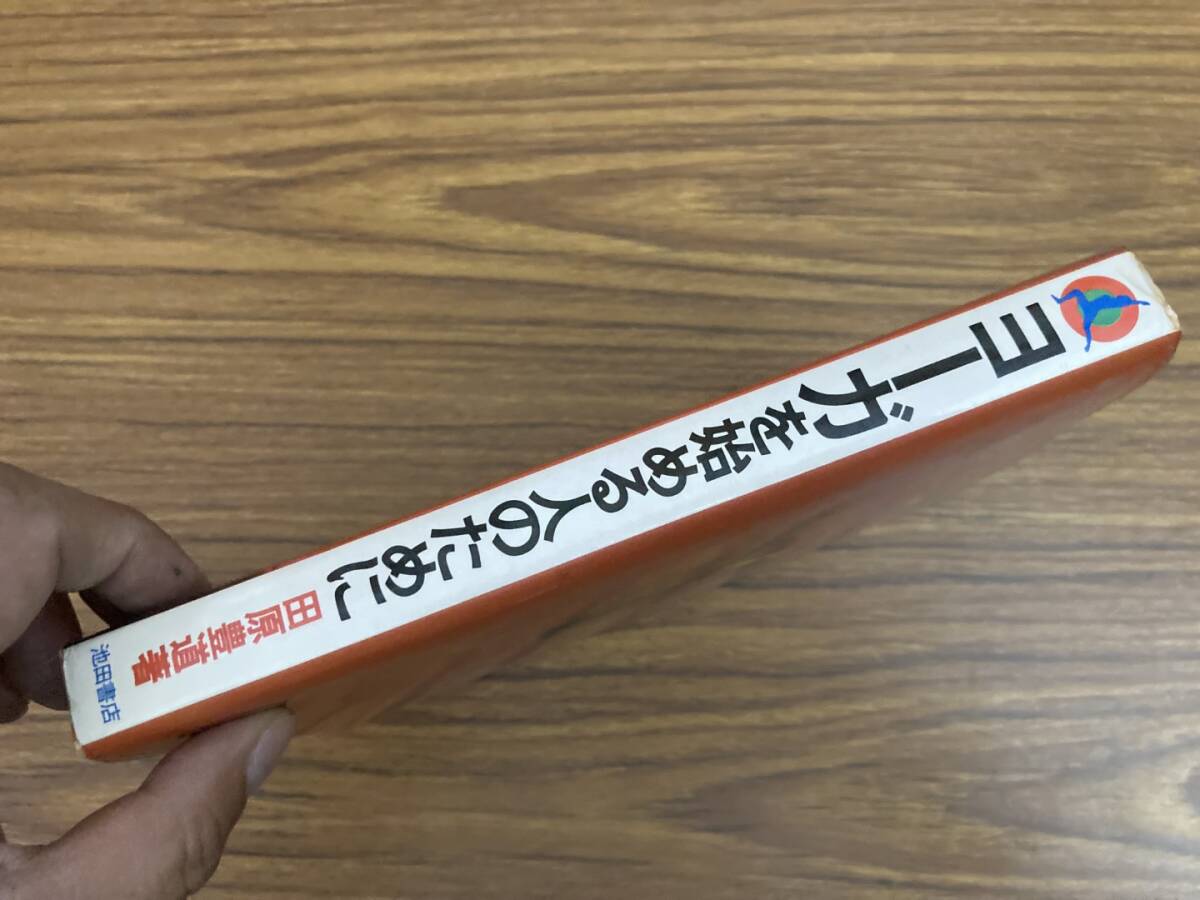 ヨーガを始める人のために
田原豊道著
池田書店